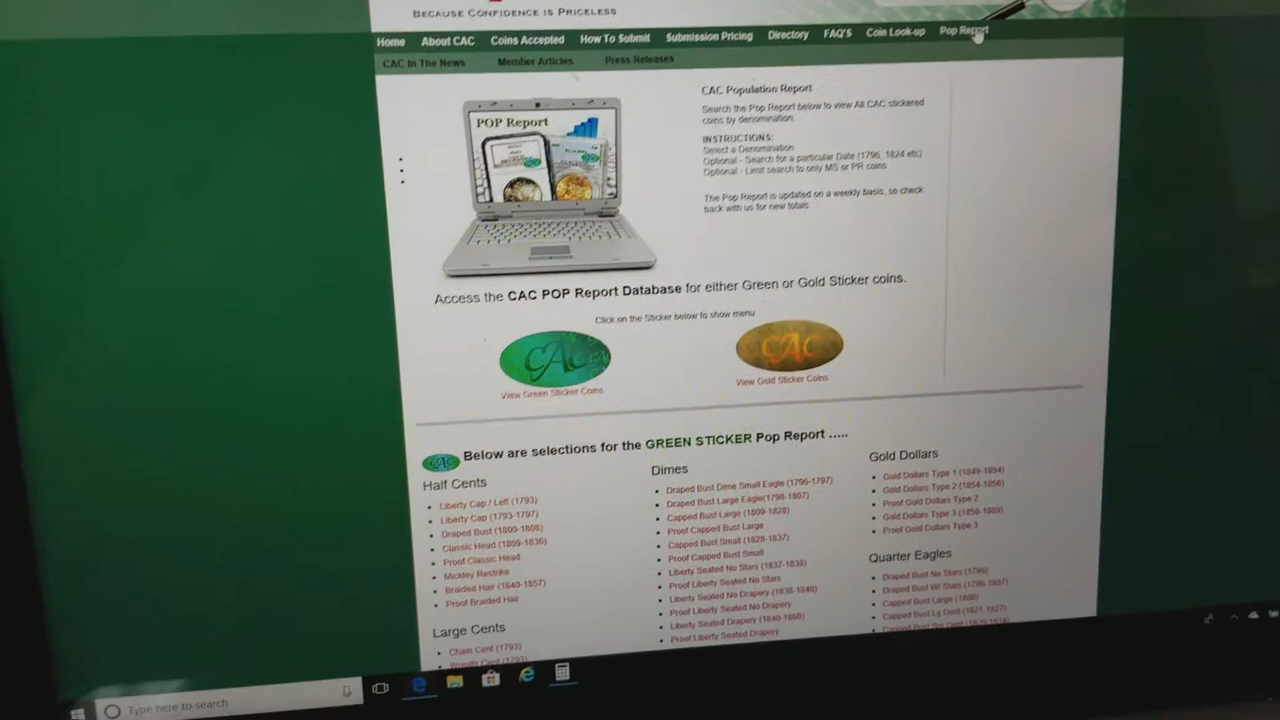 BECAUSE CONFIDENCE IS PRICELESS
Home About CAC Coins Accepted How To Submit Submission Pricing Directory FAQ'S Coin Look-up Pop Report
CAC In The News Member Articles Press Releases
POP Report
CAC Population Report
Search the Pop Report below to view All CAC stickered
coins by denomination.
INSTRUCTIONS:
Select a Denomination
Optional - Search for a particular Date (1796, 1824 etc)
Optional - Limit search to only MS or PR coins
The Pop Report is updated on a weekly basis, so check
back with us for new totals.
Access the CAC POP Report Database for either Green or Gold Sticker coins.
Click on the Sticker below to show menu
CAC
CAC
View Green Sticker Coins
View Gold Sticker Coins
CAC
Below are selections for the GREEN STICKER Pop Report .....
Half Cents
Liberty Cap / Left (1793)
Liberty Cap (1793-1797)
Draped Bust (1800-1808)
Classic Head (1809-1836)
Proof Classic Head
Mickley Restrike
Braided Hair (1840-1857)
Proof Braided Hair
Large Cents
Chain Cent (1793)
Wreath Cent (1793)
Dimes
Draped Bust Dime Small Eagle (1796-1797)
Draped Bust Large Eagle(1798-1807)
Capped Bust Large (1809-1828)
Proof Capped Bust Large
Capped Bust Small (1828-1837)
Proof Capped Bust Small
Liberty Seated No Stars (1837-1838)
Proof Liberty Seated No Stars
Liberty Seated No Drapery (1838-1840)
Proof Liberty Seated No Drapery
Liberty Seated Drapery (1840-1860)
Proof Liberty Seated Drapery
Gold Dollars
Gold Dollars Type 1 (1849-1854)
Gold Dollars Type 2 (1854-1856)
Proof Gold Dollars Type 2
Gold Dollars Type 3 (1856-1889)
Proof Gold Dollars Type 3
Quarter Eagles
Draped Bust No Stars (1796)
Draped Bust W/ Stars (1796-1807)
Capped Bust Large (1808)
Capped Bust Lg Dent (1821-1827)
Type here to search